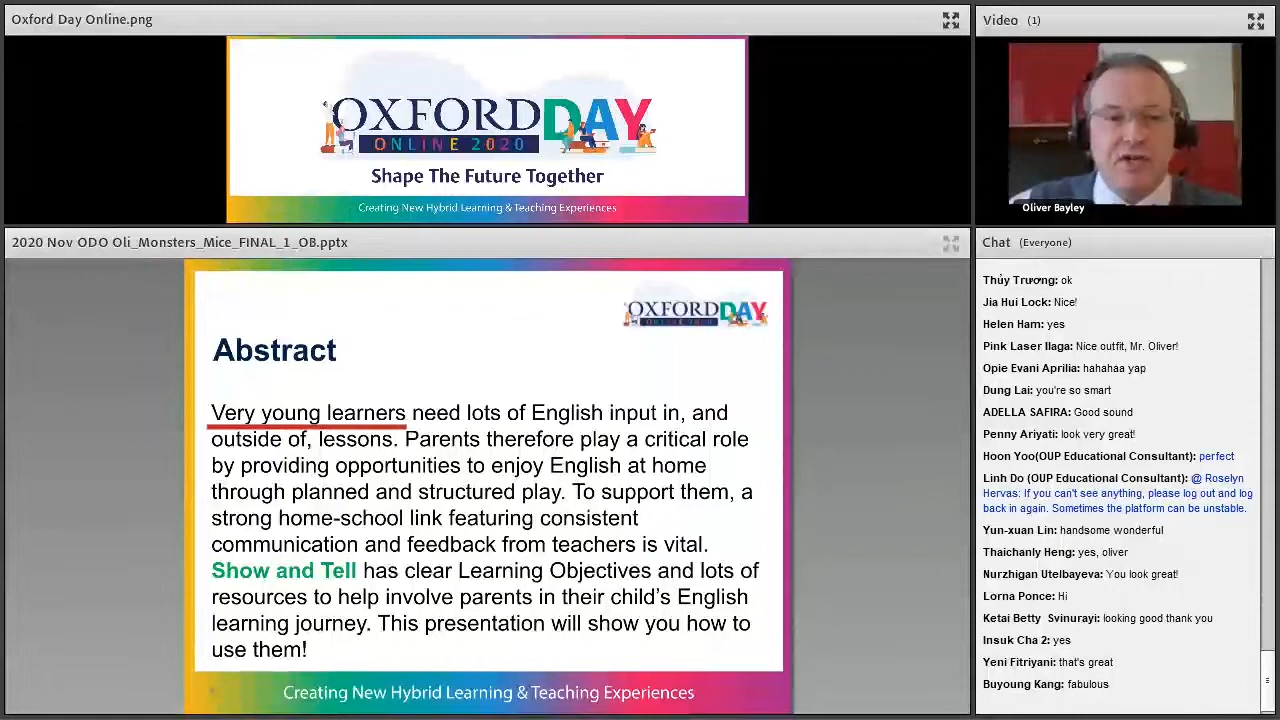 Oxford Day Online.png
OXFORD DAY
ONLINE 2020
Shape The Future Together
Creating New Hybrid Learning & Teaching Experiences
Video (1)
Oliver Bayley
2020 Nov ODO Oli_Monsters_Mice_FINAL_1_OB.pptx
OXFORD DAY
ONLINE 2020
Abstract
Very young learners need lots of English input in, and
outside of, lessons. Parents therefore play a critical role
by providing opportunities to enjoy English at home
through planned and structured play. To support them, a
strong home-school link featuring consistent
communication and feedback from teachers is vital.
Show and Tell has clear Learning Objectives and lots of
resources to help involve parents in their child’s English
learning journey. This presentation will show you how to
use them!
Creating New Hybrid Learning & Teaching Experiences
Chat (Everyone)
Thủy Trương: ok
Jia Hui Lock: Nice!
Helen Ham: yes
Pink Laser Ilaga: Nice outfit, Mr. Oliver!
Opie Evani Aprilia: hahahaa yap
Dung Lai: you're so smart
ADELLA SAFIRA: Good sound
Penny Ariyati: look very great!
Hoon Yoo(OUP Educational Consultant): perfect
Linh Do (OUP Educational Consultant): @ Roselyn
Hervas: If you can't see anything, please log out and log
back in again. Sometimes the platform can be unstable.
Yun-xuan Lin: handsome wonderful
Thaichanly Heng: yes, oliver
Nurzhigan Utelbayeva: You look great!
Lorna Ponce: Hi
Ketai Betty Svinurayi: looking good thank you
Insuk Cha 2: yes
Yeni Fitriyani: that's great
Buyoung Kang: fabulous